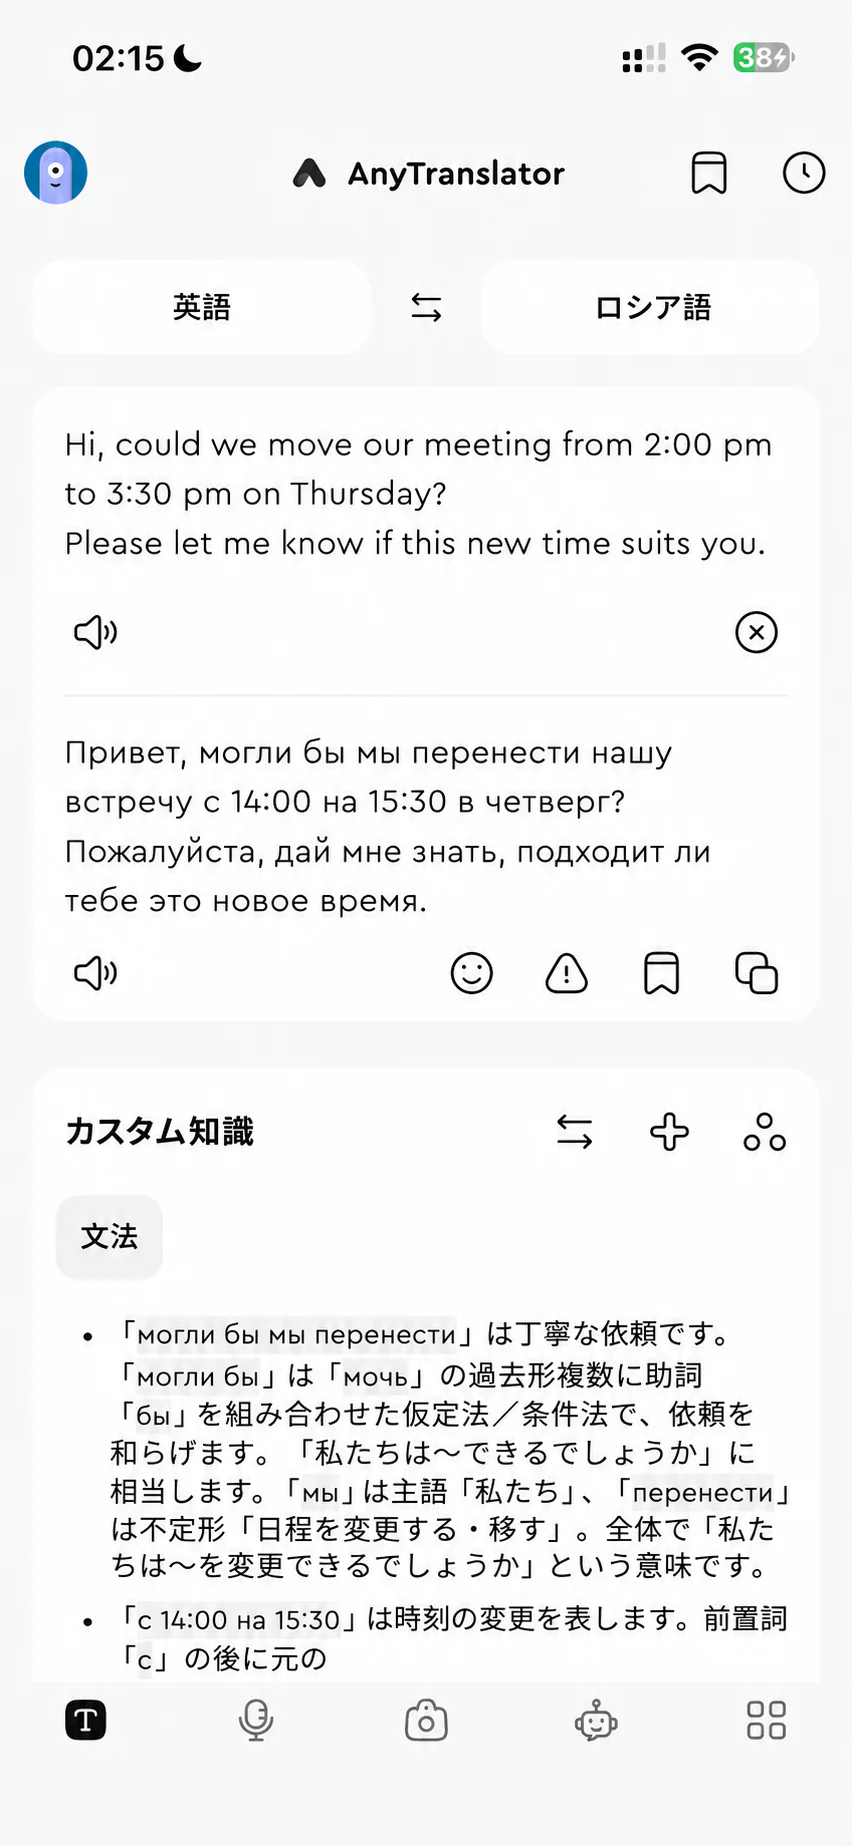 02:15
38
AnyTranslator
英語
ロシア語
Hi, could we move our meeting from 2:00 pm
to 3:30 pm on Thursday?
Please let me know if this new time suits you.
Привет, могли бы мы перенести нашу
встречу с 14:00 на 15:30 в четверг?
Пожалуйста, дай мне знать, подходит ли
тебе это новое время.
カスタム知識
文法
• 「могли бы мы перенести」は丁寧な依頼です。
「могли бы」は「мочь」の過去形複数に助詞
「бы」を組み合わせた仮定法／条件法で、依頼を
和らげます。「私たちは〜できるでしょうか」に
相当します。「мы」は主語「私たち」、「перенести」
は不定形「日程を変更する・移す」。全体で「私た
ちは〜を変更できるでしょうか」という意味です。
• 「с 14:00 на 15:30」は時刻の変更を表します。前置詞
「с」の後に元の
T